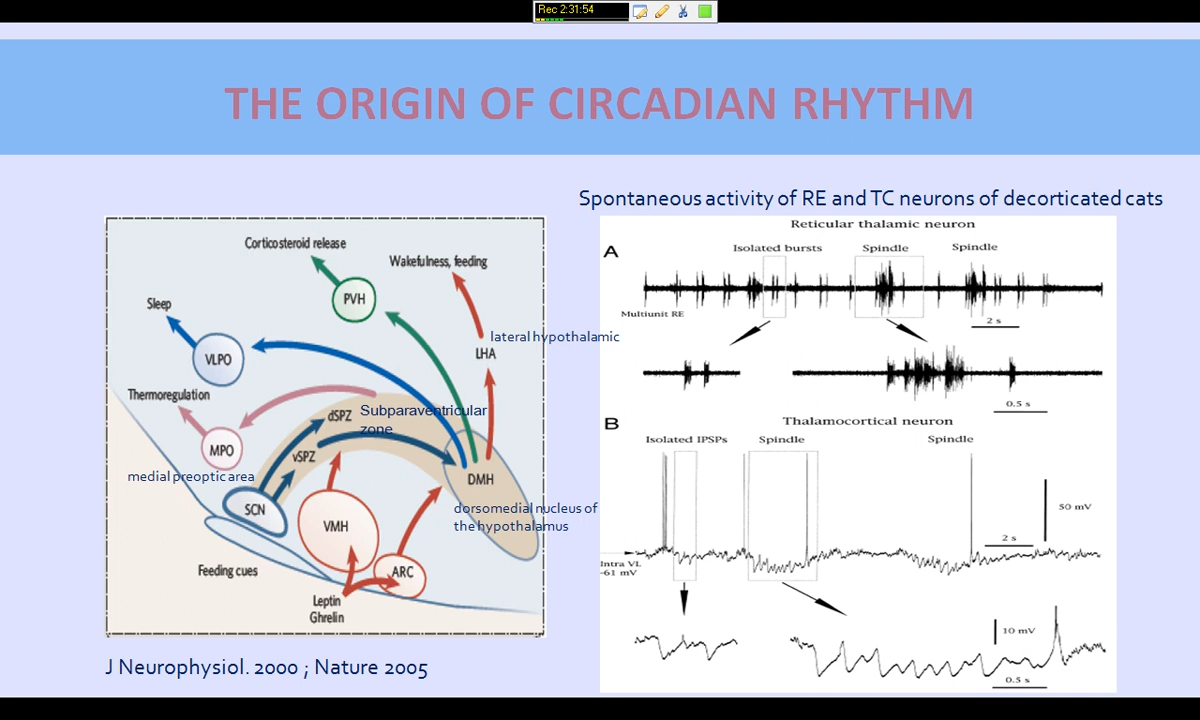 Rec 2:31:54
THE ORIGIN OF CIRCADIAN RHYTHM
Spontaneous activity of RE and TC neurons of decorticated cats
Corticosteroid release
Wakefulness, feeding
PVH
Sleep
lateral hypothalamic
LHA
VLPO
Thermoregulation
dSPZ
Subparaventricular
zone
MPO
vSPZ
medial preoptic area
DMH
SCN
dorsomedial nucleus of
the hypothalamus
VMH
Feeding cues
ARC
Leptin
Ghrelin
J Neurophysiol. 2000 ; Nature 2005
Reticular thalamic neuron
A
Isolated bursts
Spindle
Spindle
Multiunit RE
2 s
0.5 s
B
Thalamocortical neuron
Isolated IPSPs
Spindle
Spindle
50 mV
2 s
Intra VL
-61 mV
10 mV
0.5 s